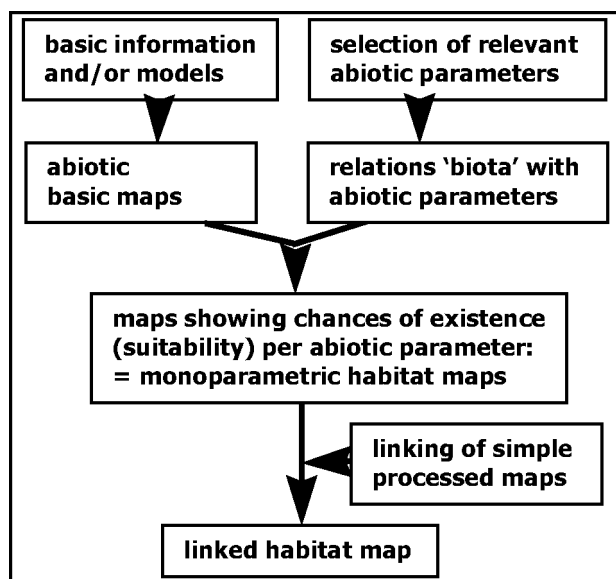 basic information
and/or models
selection of relevant
abiotic parameters
abiotic
basic maps
relations ‘biota’ with
abiotic parameters
maps showing chances of existence
(suitability) per abiotic parameter:
= monoparametric habitat maps
linking of simple
processed maps
linked habitat map